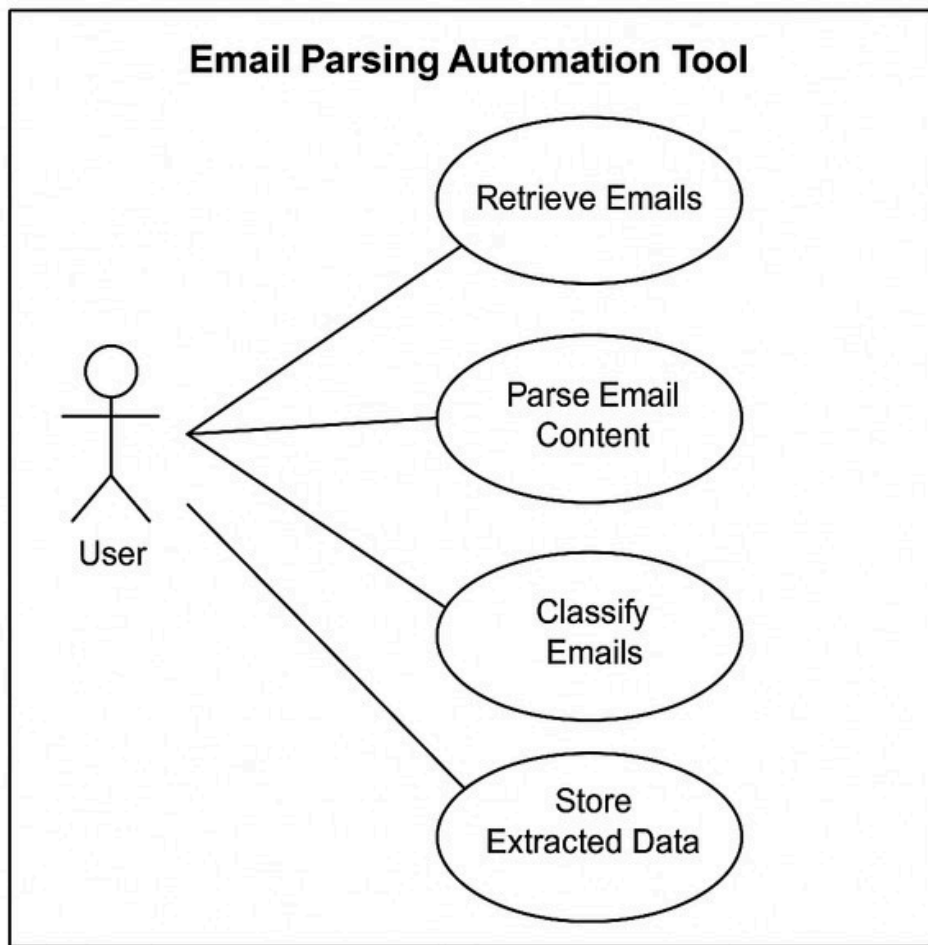 Email Parsing Automation Tool
Retrieve Emails
Parse Email
Content
User
Classify
Emails
Store
Extracted Data